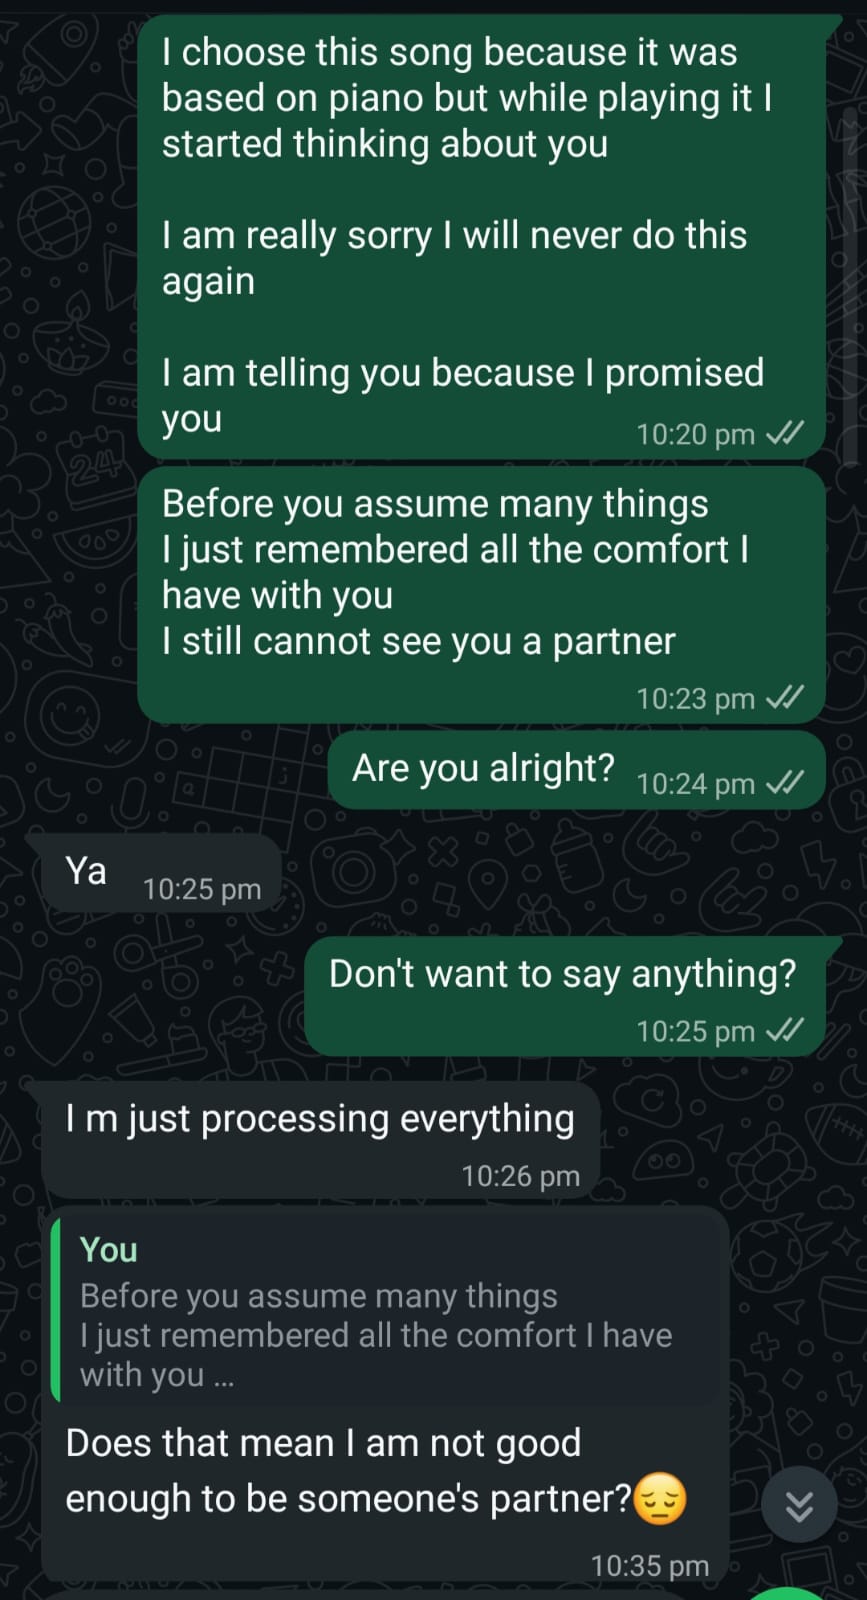 I choose this song because it was
based on piano but while playing it I
started thinking about you
I am really sorry I will never do this
again
I am telling you because I promised
you
10:20 pm
Before you assume many things
I just remembered all the comfort I
have with you
I still cannot see you a partner
10:23 pm
Are you alright? 10:24 pm
Ya 10:25 pm
Don't want to say anything?
10:25 pm
I m just processing everything
10:26 pm
You
Before you assume many things
I just remembered all the comfort I have
with you ...
Does that mean I am not good
enough to be someone's partner?😔
10:35 pm